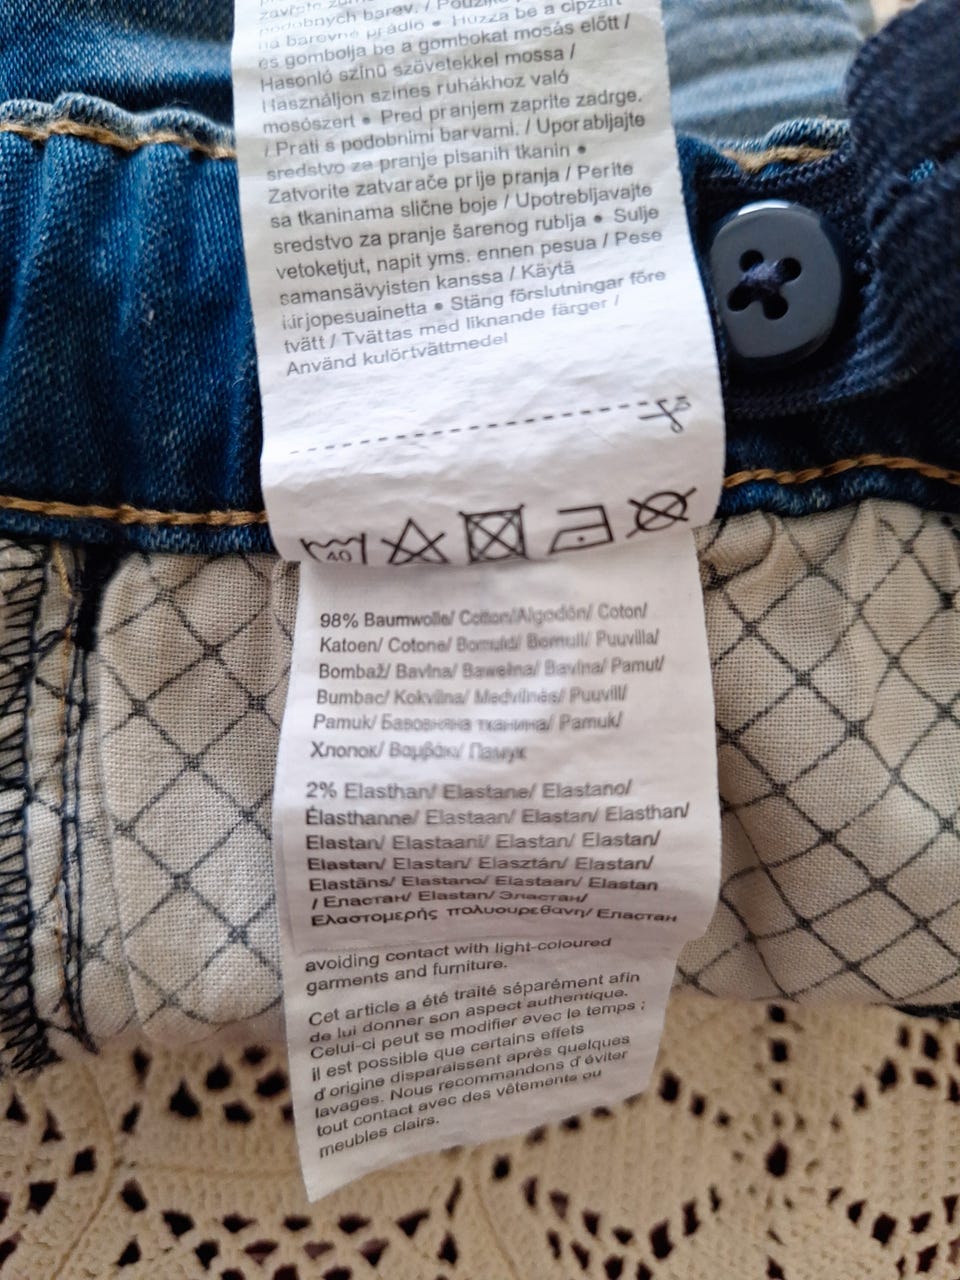 podobných barev. / Použijte
na barevné prádlo • Húzza be a cipzárt
és gombolja be a gombokat mosás előtt /
Hasonló színű szövetekkel mossa /
Használjon színes ruhákhoz való
mosószert • Pred pranjem zaprite zadrge.
/ Prati s podobnimi barvami. / Uporabljajte
sredstvo za pranje pisanih tkanin •
Zatvorite zatvarače prije pranja / Perite
sa tkaninama slične boje / Upotrebljavajte
sredstvo za pranje šarenog rublja • Sulje
vetoketjut, napit yms. ennen pesua / Pese
samansävyisten kanssa / Käytä
kirjopesuainetta • Stäng förslutningar före
tvätt / Tvättas med liknande färger /
Använd kulörtvättmedel
40
98% Baumwolle/ Cotton/Algodón/ Coton/
Katoen/ Cotone/ Bomuld/ Bomull/ Puuvilla/
Bombaž/ Bavlna/ Bawełna/ Bavlna/ Pamut/
Bumbac/ Kokvilna/ Medvilnės/ Puuvill/
Pamuk/ Бавовняна тканина/ Pamuk/
Хлопок/ Βαμβάκι/ Памук
2% Elasthan/ Elastane/ Elastano/
Élasthanne/ Elastaan/ Elastan/ Elasthan/
Elastan/ Elastaani/ Elastan/ Elastan/
Elastan/ Elastan/ Elasztán/ Elastan/
Elastāns/ Elastano/ Elastaan/ Elastan
/ Еластан/ Elastan/ Эластан/
Ελαστομερής πολυουρεθανη/ Еластан
avoiding contact with light-coloured
garments and furniture.
Cet article a été traité séparément afin
de lui donner son aspect authentique.
Celui-ci peut se modifier avec le temps ;
il est possible que certains effets
d'origine disparaissent après quelques
lavages. Nous recommandons d'éviter
tout contact avec des vêtements ou
meubles clairs.